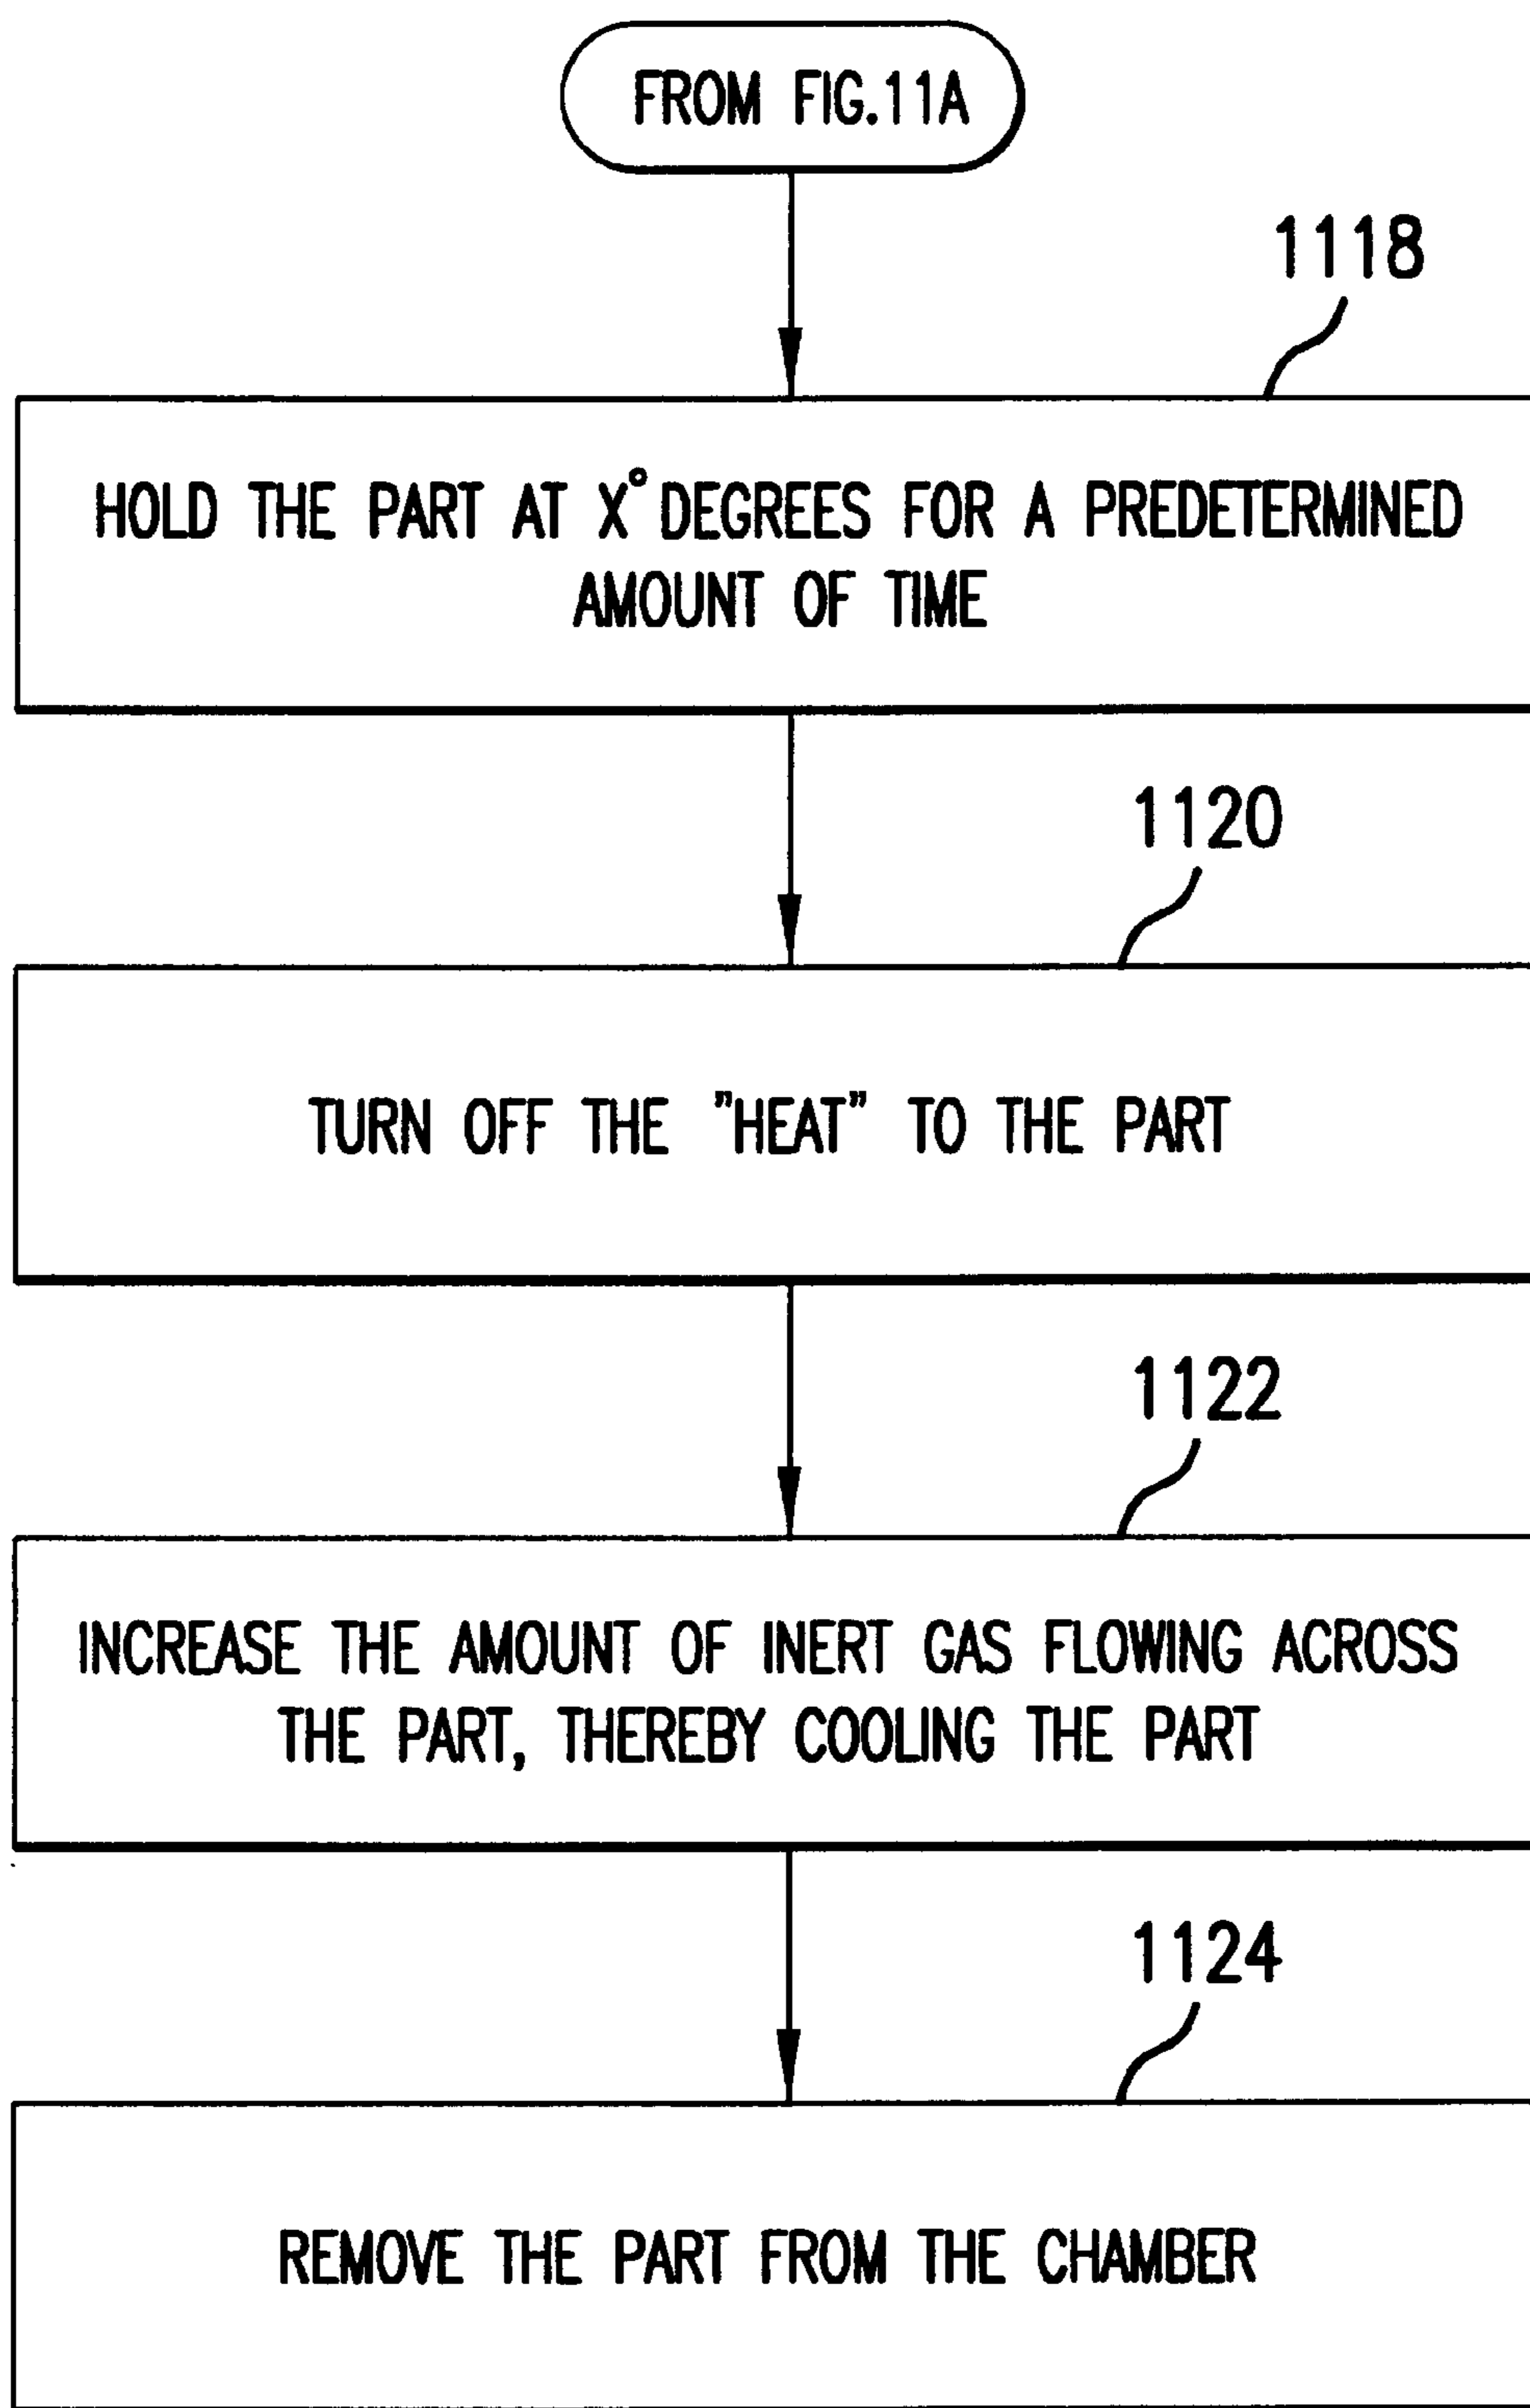 FROM FIG.11A
1118
HOLD THE PART AT X° DEGREES FOR A PREDETERMINED
AMOUNT OF TIME
1120
TURN OFF THE "HEAT" TO THE PART
1122
INCREASE THE AMOUNT OF INERT GAS FLOWING ACROSS
THE PART, THEREBY COOLING THE PART
1124
REMOVE THE PART FROM THE CHAMBER